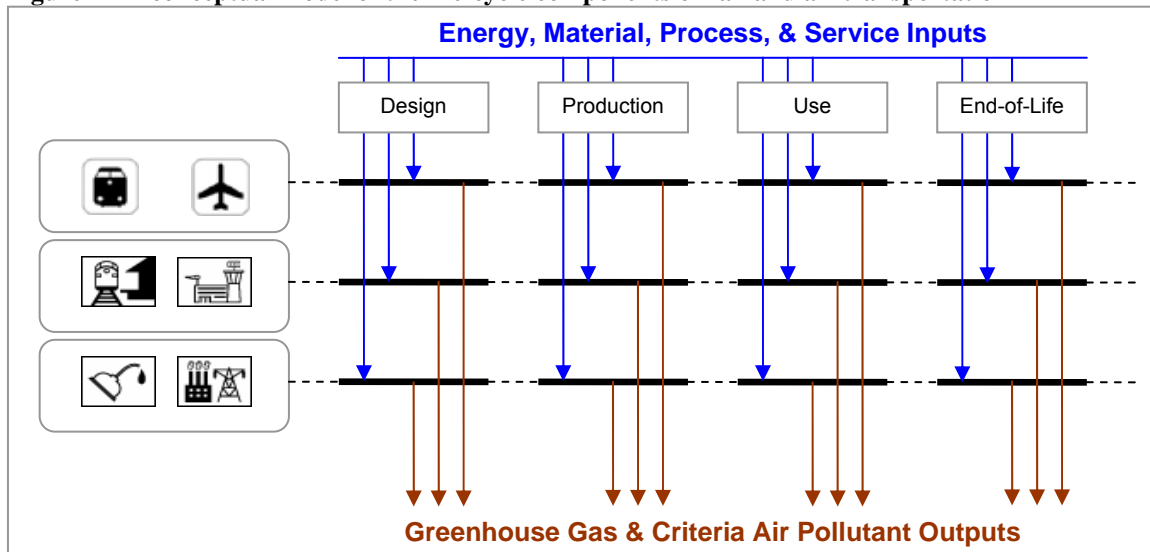 Energy, Material, Process, & Service Inputs
Design
Production
Use
End-of-Life
Greenhouse Gas & Criteria Air Pollutant Outputs